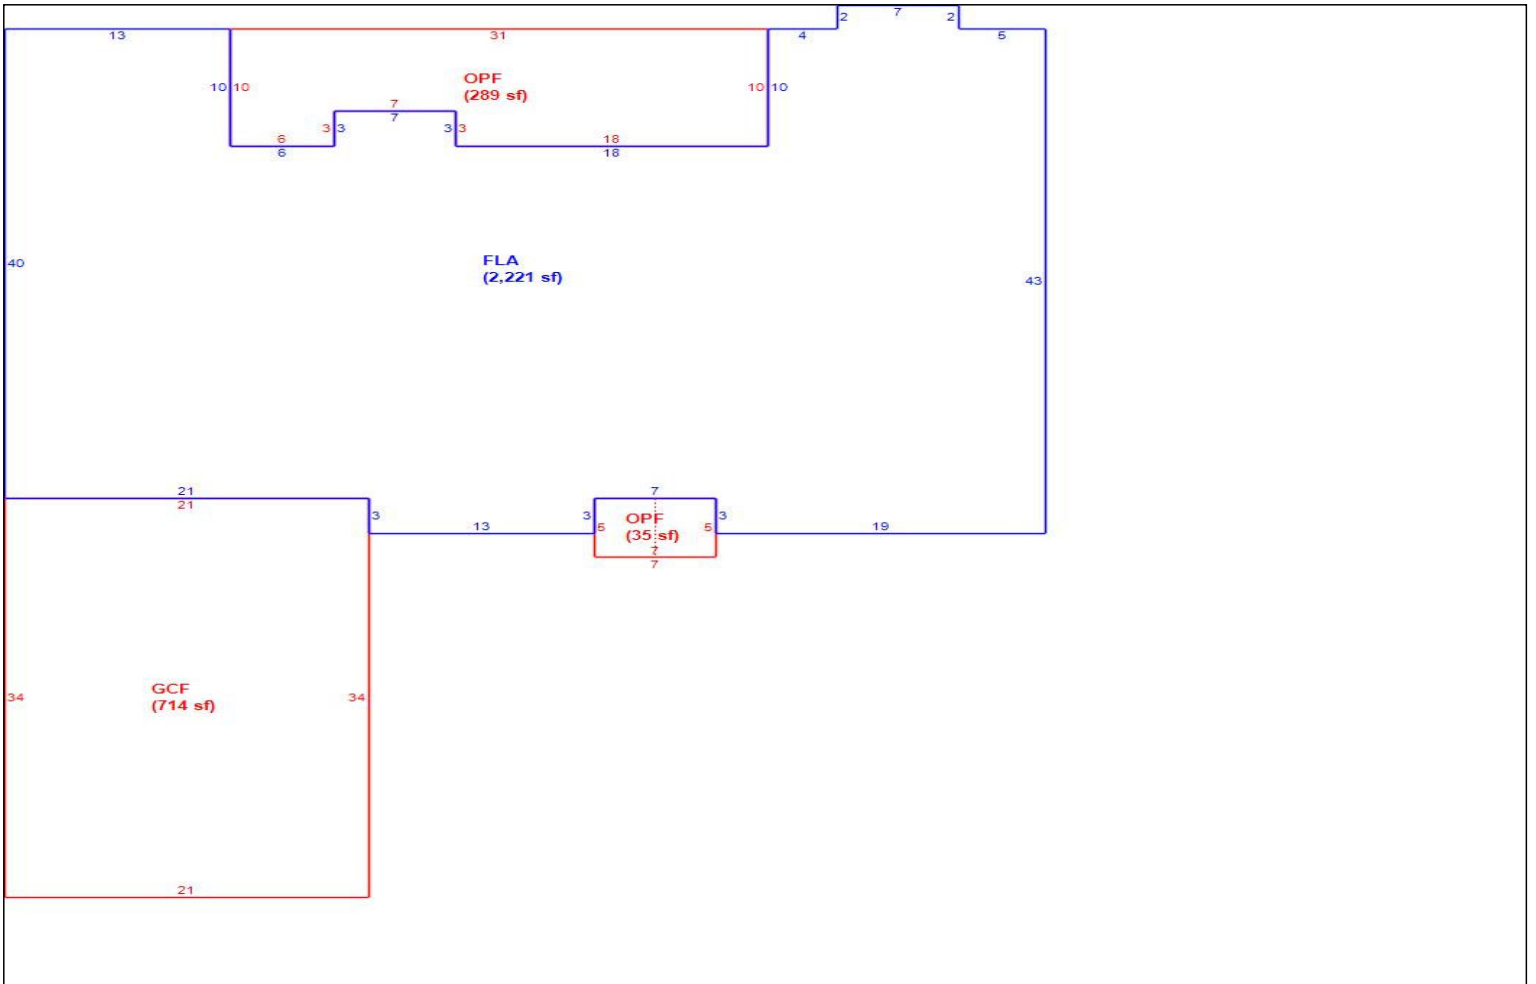 2 7 2
13 31 4 5
OPF
(289 sf)
10 10 10 10
7
7
3 3 3 3
6 18
6 18
FLA
(2,221 sf)
40 43
21 7
21
3 3 3
OPF
(35 sf)
5 5
13 19
7
7
GCF
(714 sf)
34 34
21